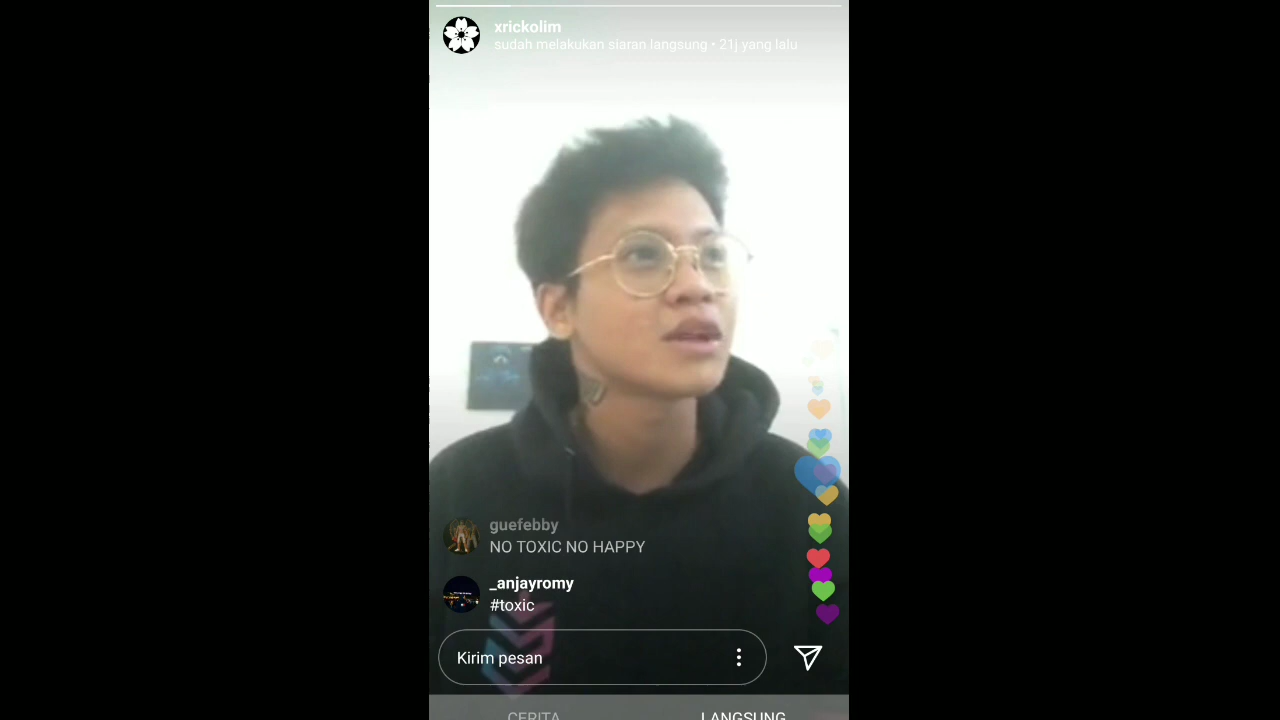 xrickolim
sudah melakukan siaran langsung • 21j yang lalu
guefebby
NO TOXIC NO HAPPY
_anjayromy
#toxic
Kirim pesan
CERITA
LANGSUNG